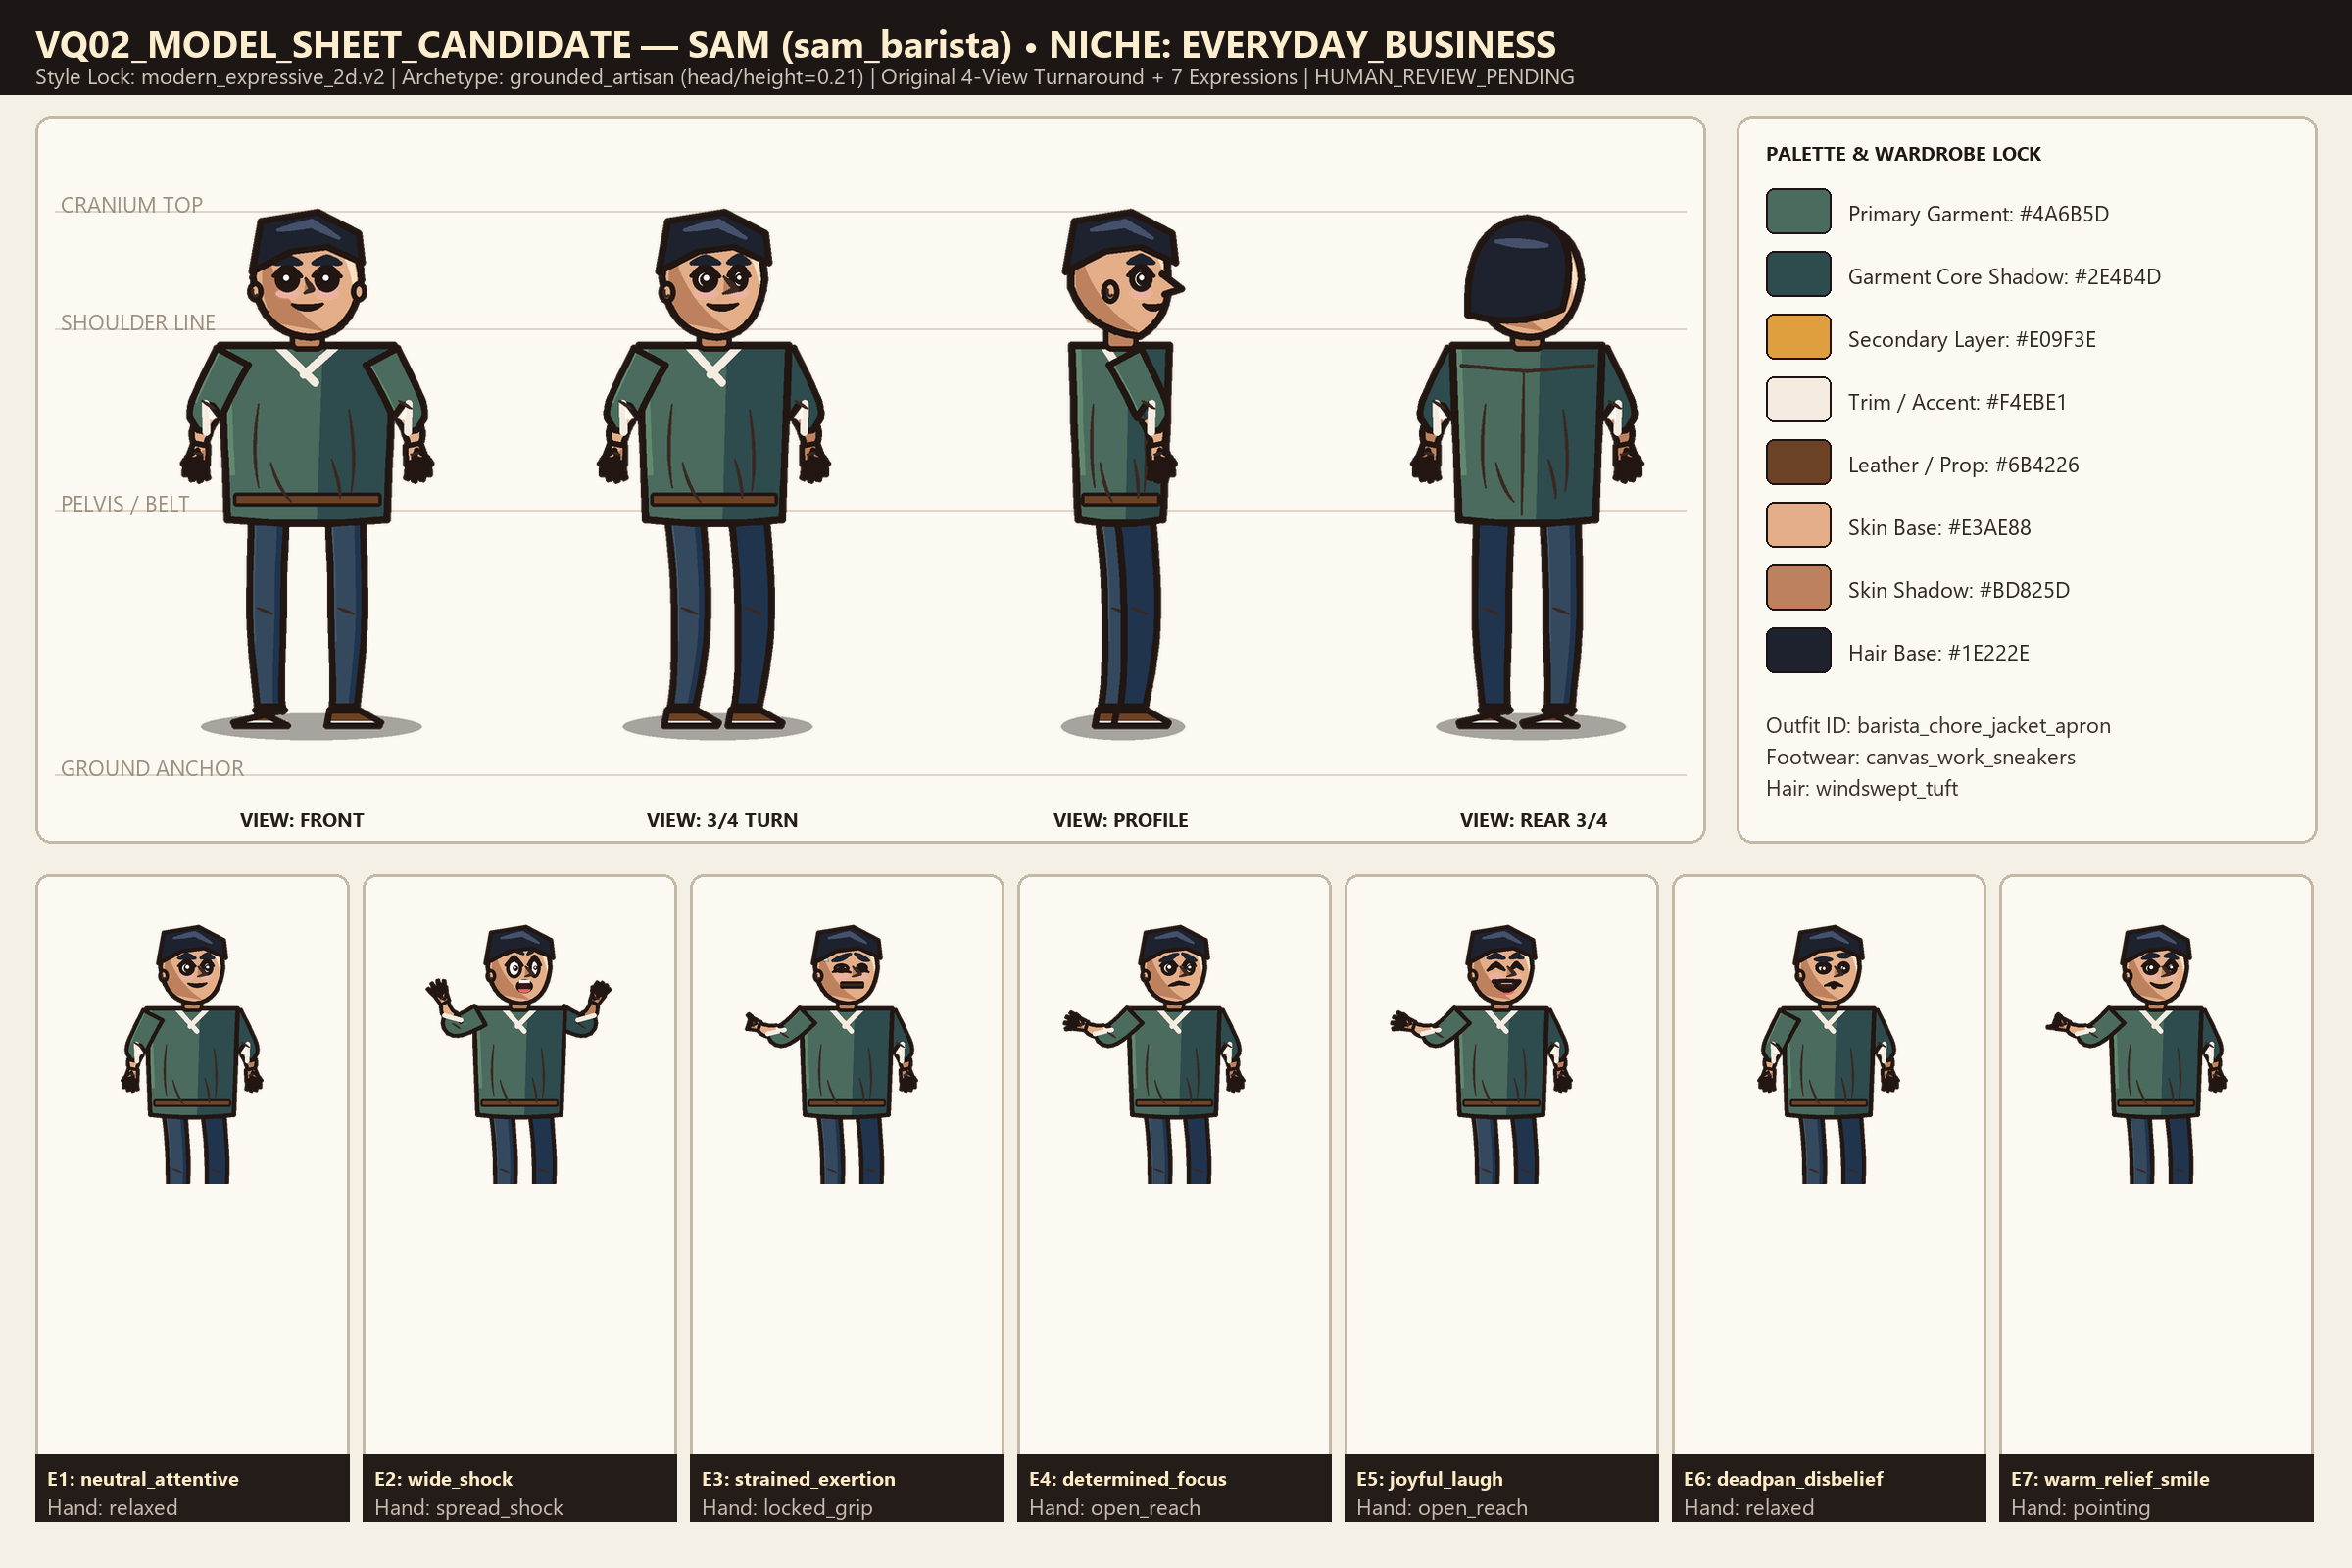 VQ02_MODEL_SHEET_CANDIDATE — SAM (sam_barista) • NICHE: EVERYDAY_BUSINESS
Style Lock: modern_expressive_2d.v2 | Archetype: grounded_artisan (head/height=0.21) | Original 4-View Turnaround + 7 Expressions | HUMAN_REVIEW_PENDING
CRANIUM TOP
SHOULDER LINE
PELVIS / BELT
GROUND ANCHOR
VIEW: FRONT
VIEW: 3/4 TURN
VIEW: PROFILE
VIEW: REAR 3/4
PALETTE & WARDROBE LOCK
Primary Garment: #4A6B5D
Garment Core Shadow: #2E4B4D
Secondary Layer: #E09F3E
Trim / Accent: #F4EBE1
Leather / Prop: #6B4226
Skin Base: #E3AE88
Skin Shadow: #BD825D
Hair Base: #1E222E
Outfit ID: barista_chore_jacket_apron
Footwear: canvas_work_sneakers
Hair: windswept_tuft
E1: neutral_attentive
Hand: relaxed
E2: wide_shock
Hand: spread_shock
E3: strained_exertion
Hand: locked_grip
E4: determined_focus
Hand: open_reach
E5: joyful_laugh
Hand: open_reach
E6: deadpan_disbelief
Hand: relaxed
E7: warm_relief_smile
Hand: pointing